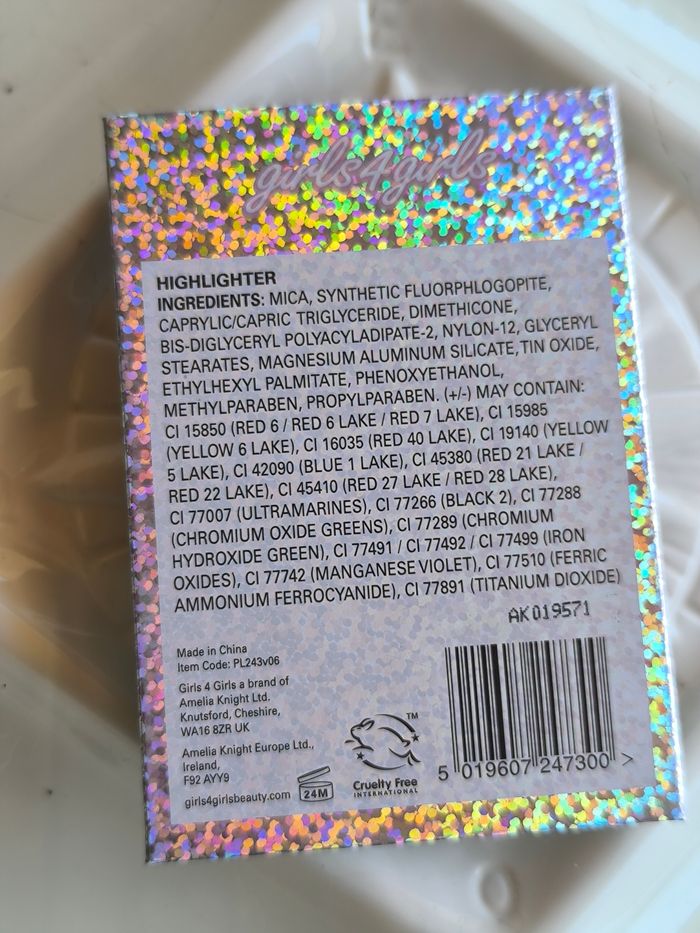 girls4girls
HIGHLIGHTER
INGREDIENTS: MICA, SYNTHETIC FLUORPHLOGOPITE,
CAPRYLIC/CAPRIC TRIGLYCERIDE, DIMETHICONE,
BIS-DIGLYCERYL POLYACYLADIPATE-2, NYLON-12, GLYCERYL
STEARATES, MAGNESIUM ALUMINUM SILICATE, TIN OXIDE,
ETHYLHEXYL PALMITATE, PHENOXYETHANOL,
METHYLPARABEN, PROPYLPARABEN. (+/-) MAY CONTAIN:
CI 15850 (RED 6 / RED 6 LAKE / RED 7 LAKE), CI 15985
(YELLOW 6 LAKE), CI 16035 (RED 40 LAKE), CI 19140 (YELLOW
5 LAKE), CI 42090 (BLUE 1 LAKE), CI 45380 (RED 21 LAKE /
RED 22 LAKE), CI 45410 (RED 27 LAKE / RED 28 LAKE),
CI 77007 (ULTRAMARINES), CI 77266 (BLACK 2), CI 77288
(CHROMIUM OXIDE GREENS), CI 77289 (CHROMIUM
HYDROXIDE GREEN), CI 77491 / CI 77492 / CI 77499 (IRON
OXIDES), CI 77742 (MANGANESE VIOLET), CI 77510 (FERRIC
AMMONIUM FERROCYANIDE), CI 77891 (TITANIUM DIOXIDE)
AK019571
Made in China
Item Code: PL243v06
Girls 4 Girls a brand of
Amelia Knight Ltd.
Knutsford, Cheshire,
WA16 8ZR UK
Amelia Knight Europe Ltd.,
Ireland,
F92 AYY9
girls4girlsbeauty.com
24M
TM
Cruelty Free
INTERNATIONAL
5 019607 247300 >